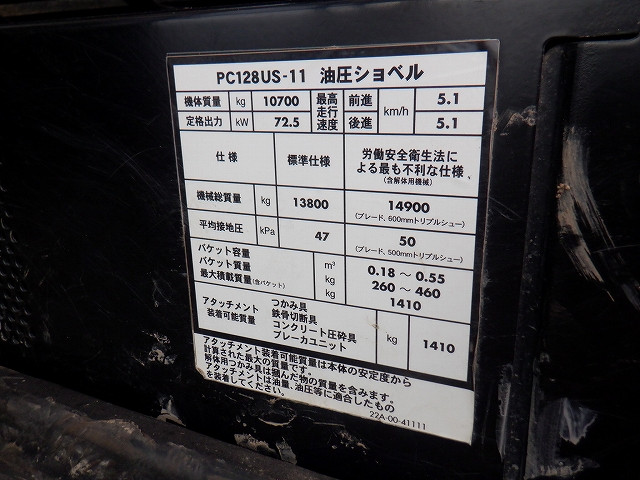 PC128US-11 油圧ショベル
機体質量 kg 10700 最高走行速度 前進 km/h 5.1
定格出力 kW 72.5 後進 5.1
仕様 標準仕様 労働安全衛生法による最も不利な仕様 (含解体用機械)
機械総質量 kg 13800 14900
(ブレード、600mmトリプルシュー)
平均接地圧 kPa 47 50
(ブレード、500mmトリプルシュー)
バケット容量 m³ 0.18～0.55
バケット質量 kg 260～460
最大積載質量(含バケット) kg 1410
アタッチメント装着可能質量 つかみ具 kg 1410
鉄骨切断具
コンクリート圧砕具
ブレーカユニット
アタッチメント装着可能質量は本体の安定度から
計算された最大の質量です。
解体用つかみ具は掴んだ物の質量を含みます。
アタッチメントは油量、油圧等に適合したもの
を装着してください。
22A-00-41111